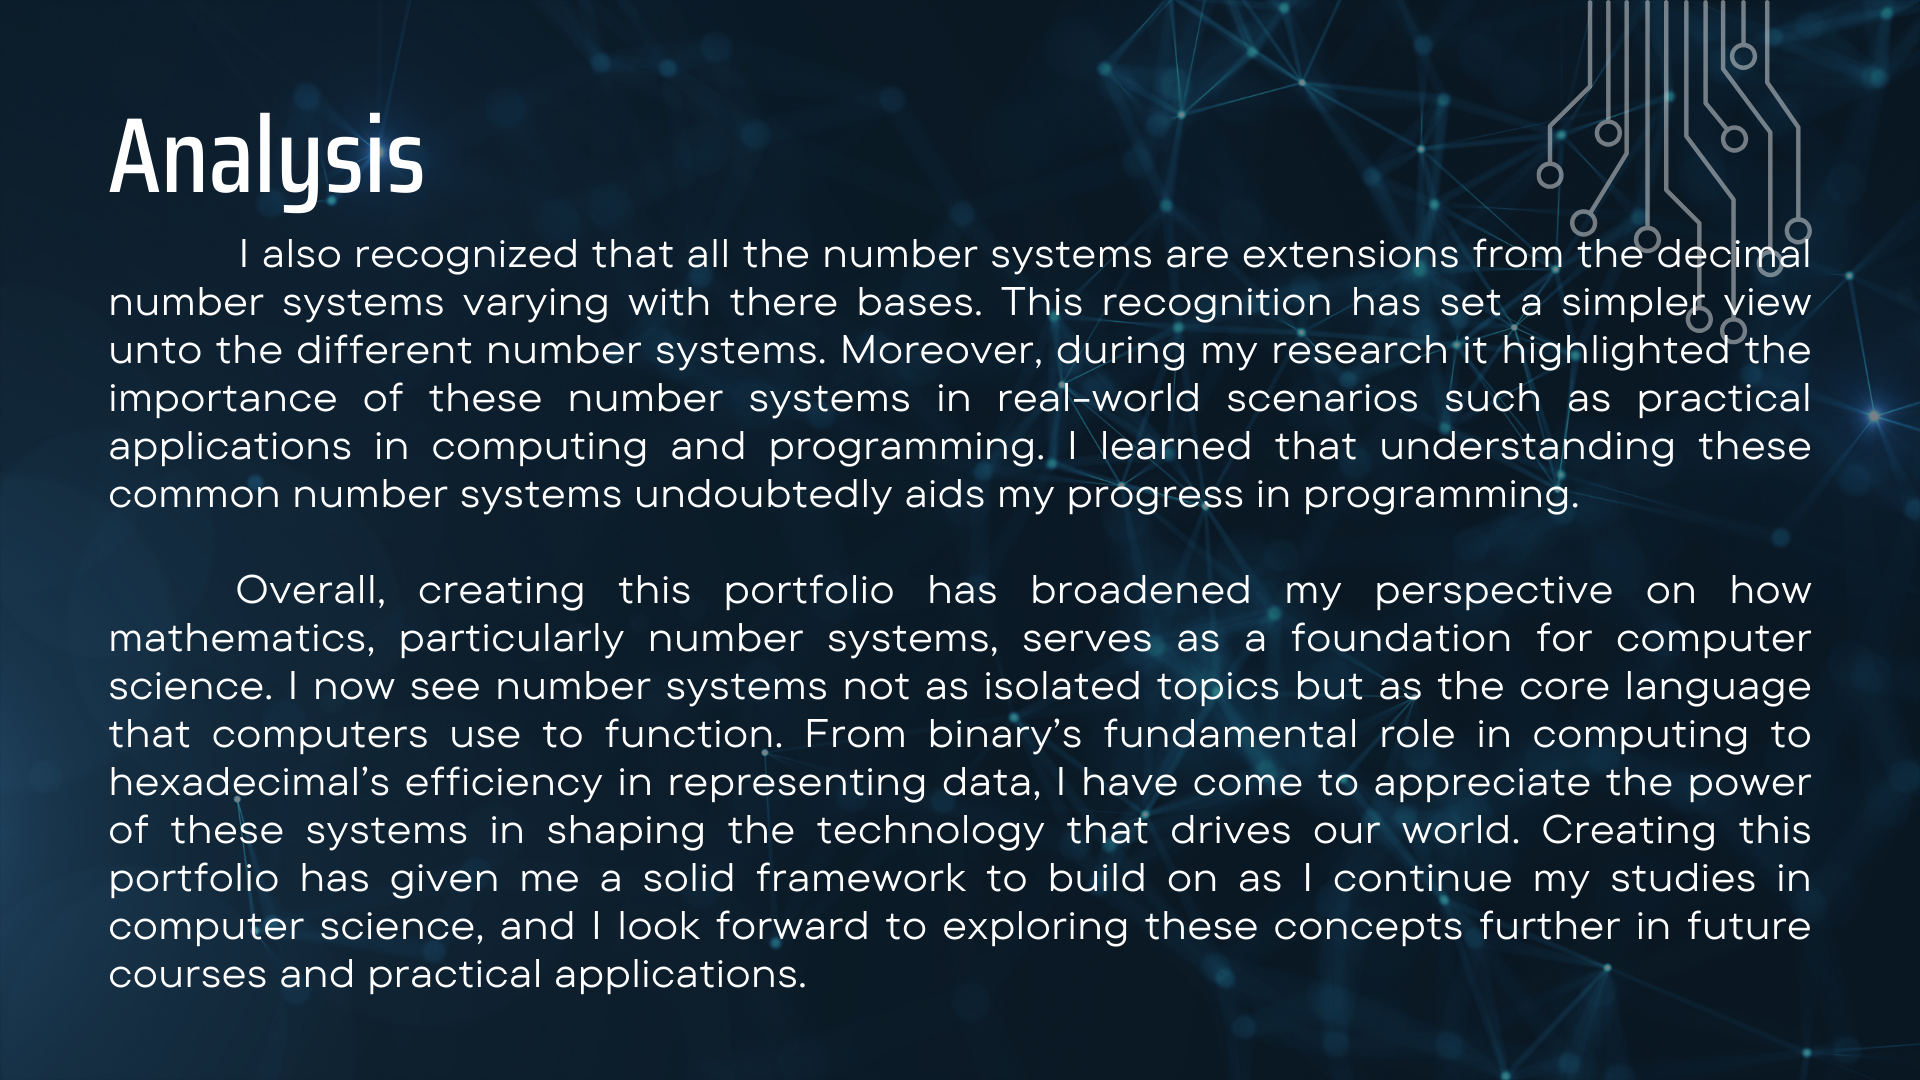 Analysis
I also recognized that all the number systems are extensions from the decimal
number systems varying with there bases. This recognition has set a simpler view
unto the different number systems. Moreover, during my research it highlighted the
importance of these number systems in real-world scenarios such as practical
applications in computing and programming. I learned that understanding these
common number systems undoubtedly aids my progress in programming.
Overall, creating this portfolio has broadened my perspective on how
mathematics, particularly number systems, serves as a foundation for computer
science. I now see number systems not as isolated topics but as the core language
that computers use to function. From binary’s fundamental role in computing to
hexadecimal’s efficiency in representing data, I have come to appreciate the power
of these systems in shaping the technology that drives our world. Creating this
portfolio has given me a solid framework to build on as I continue my studies in
computer science, and I look forward to exploring these concepts further in future
courses and practical applications.